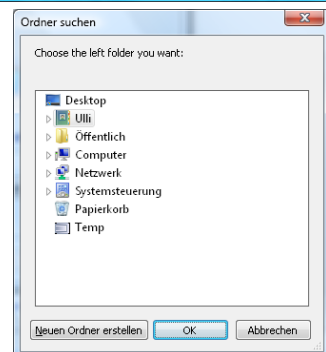 Ordner suchen
Choose the left folder you want:
Desktop
Ulli
Öffentlich
Computer
Netzwerk
Systemsteuerung
Papierkorb
Temp
Neuen Ordner erstellen OK Abbrechen